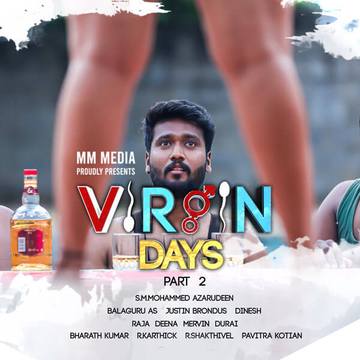 MM MEDIA
PROUDLY PRESENTS
VIRGIN
DAYS
PART 2
S.M.MOHAMMED AZARUDEEN
BALAGURU AS JUSTIN BRONDUS DINESH
RAJA DEENA MERVIN DURAI
BHARATH KUMAR R.KARTHICK R.SHAKTHIVEL PAVITRA KOTIAN